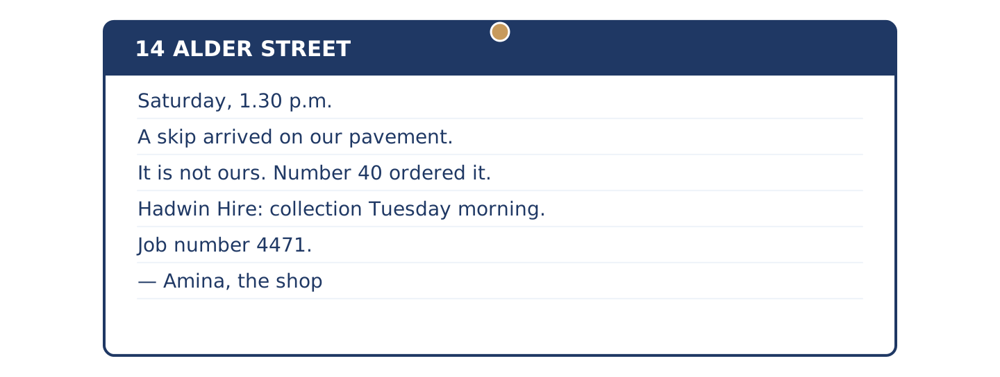 14 ALDER STREET
Saturday, 1.30 p.m.
A skip arrived on our pavement.
It is not ours. Number 40 ordered it.
Hadwin Hire: collection Tuesday morning.
Job number 4471.
— Amina, the shop